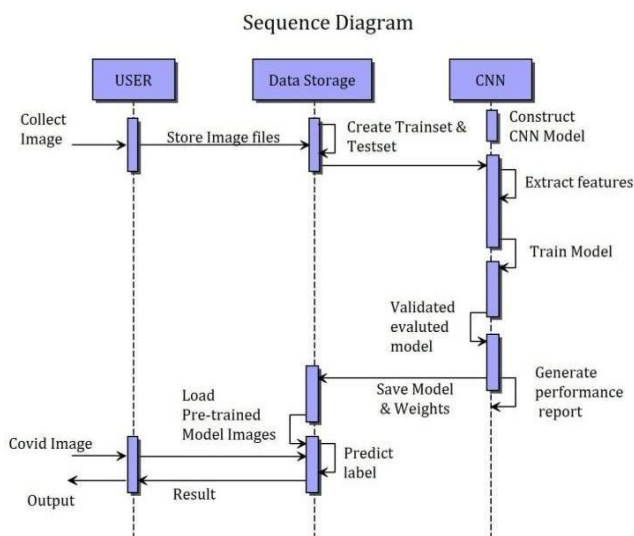 Sequence Diagram
USER
Data Storage
CNN
Collect
Image
Store Image files
Create Trainset &
Testset
Construct
CNN Model
Extract features
Train Model
Validated
evaluted
model
Generate
performance
report
Save Model
& Weights
Load
Pre-trained
Model Images
Covid Image
Predict
label
Output
Result